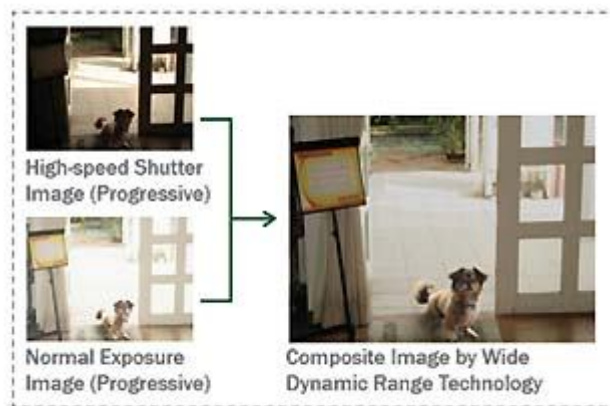 High-speed Shutter
Image (Progressive)
Normal Exposure
Image (Progressive)
Composite Image by Wide
Dynamic Range Technology